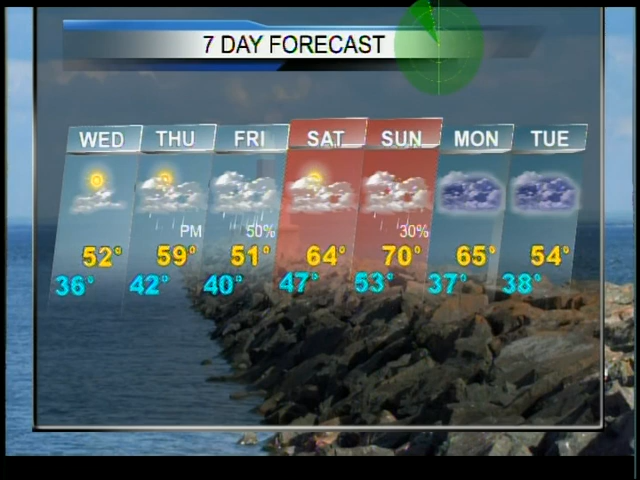 7 DAY FORECAST
WED THU FRI SAT SUN MON TUE
PM 50% 30%
52° 59° 51° 64° 70° 65° 54°
36° 42° 40° 47° 53° 37° 38°